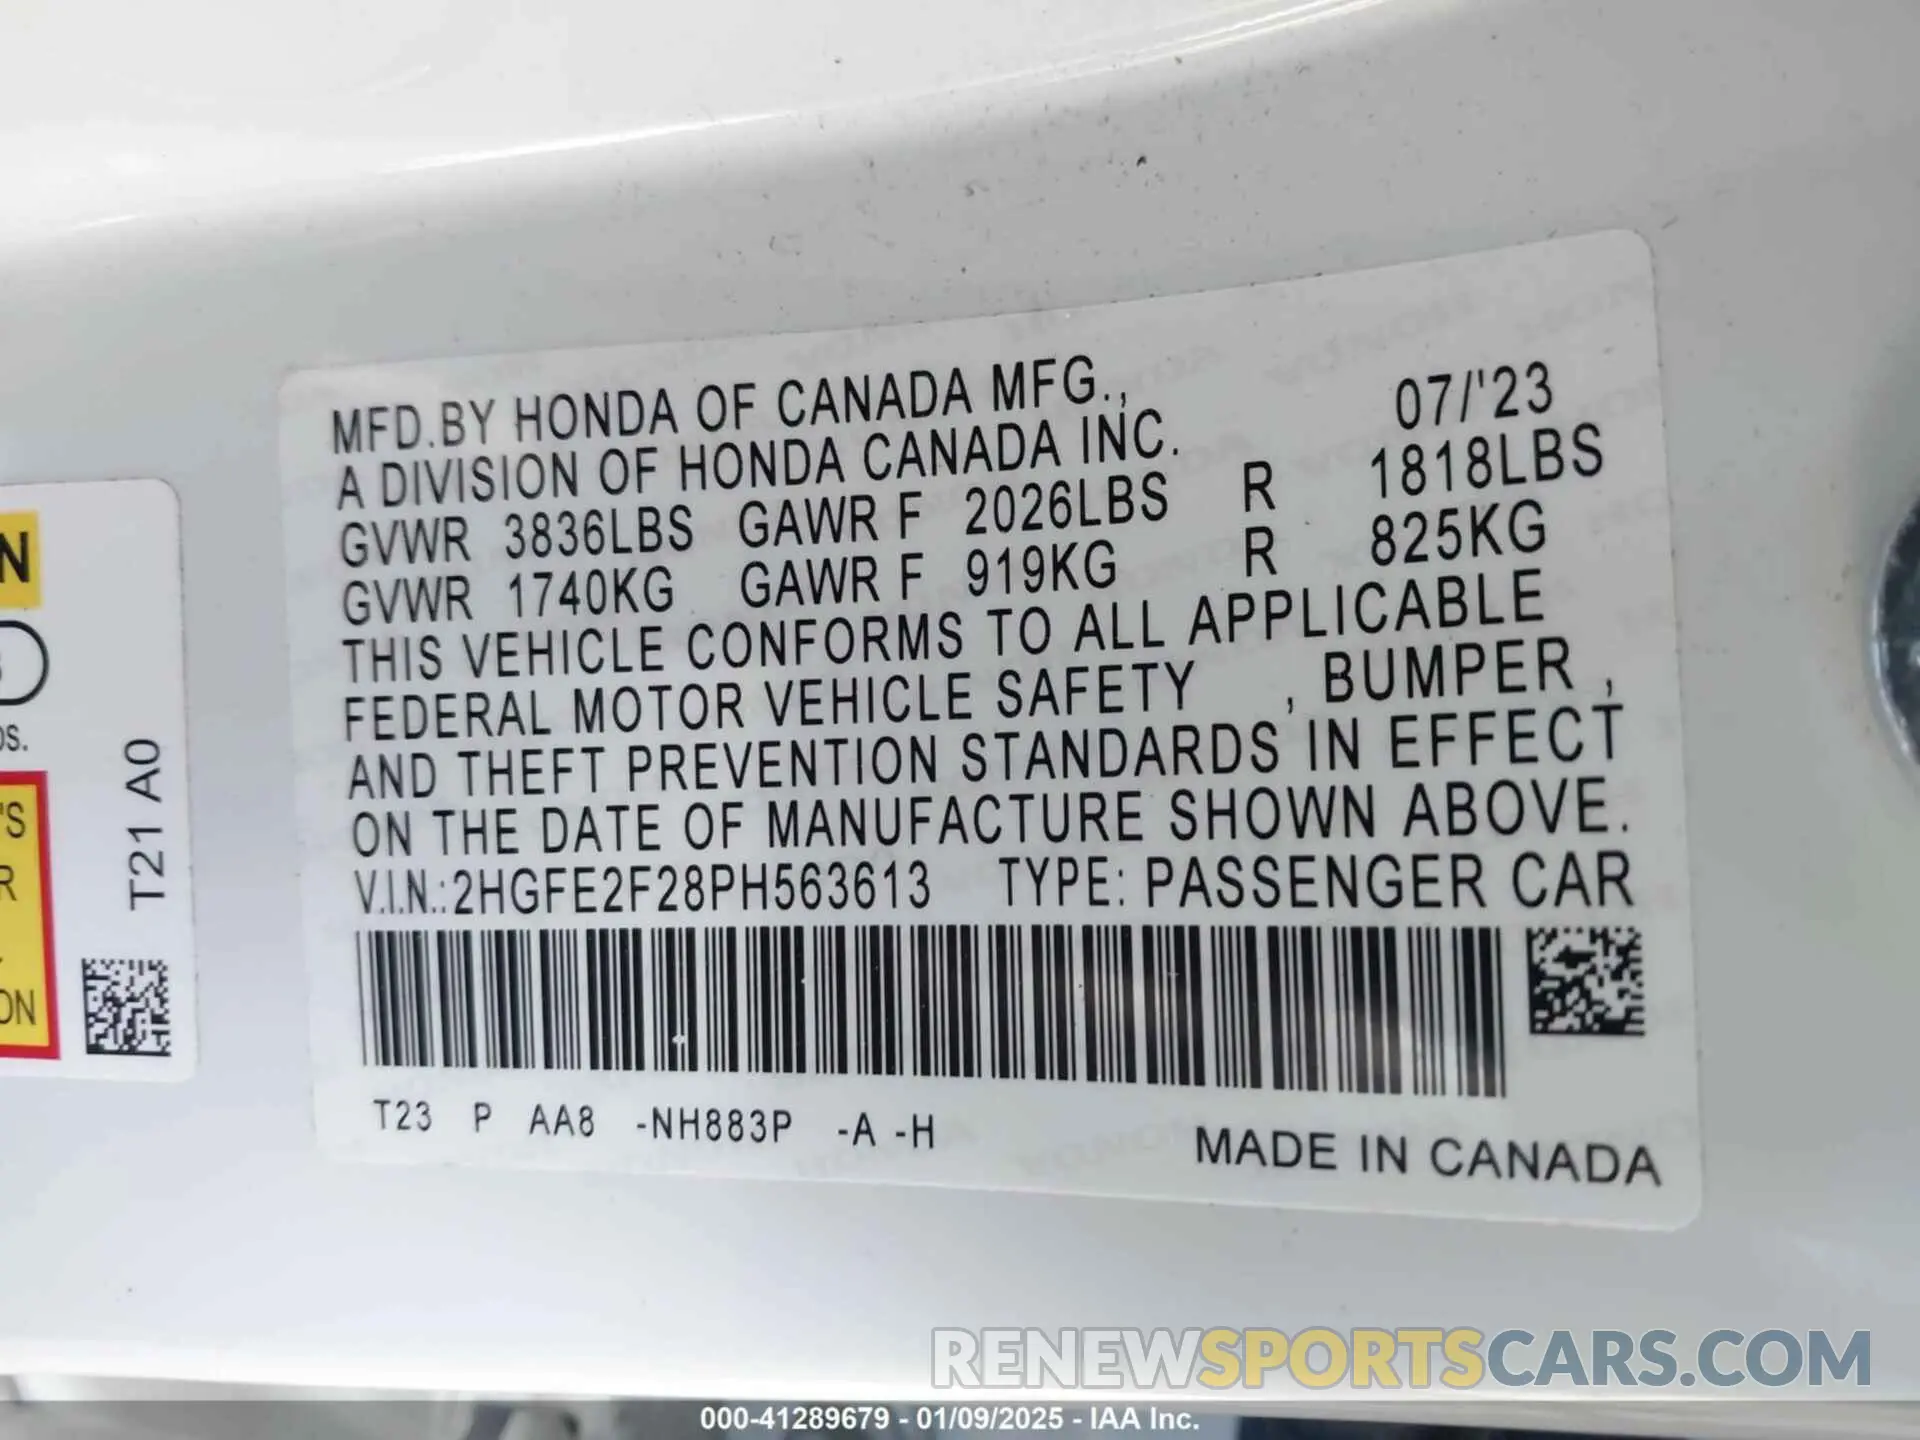 MFD.BY HONDA OF CANADA MFG., 07/'23
A DIVISION OF HONDA CANADA INC.
GVWR 3836LBS GAWR F 2026LBS R 1818LBS
GVWR 1740KG GAWR F 919KG R 825KG
THIS VEHICLE CONFORMS TO ALL APPLICABLE
FEDERAL MOTOR VEHICLE SAFETY , BUMPER ,
AND THEFT PREVENTION STANDARDS IN EFFECT
ON THE DATE OF MANUFACTURE SHOWN ABOVE.
V.I.N.:2HGFE2F28PH563613 TYPE: PASSENGER CAR
T23 P AA8 -NH883P -A -H
MADE IN CANADA
T21 A0
RENEWSPORTSCARS.COM
000-41289679 - 01/09/2025 - IAA Inc.